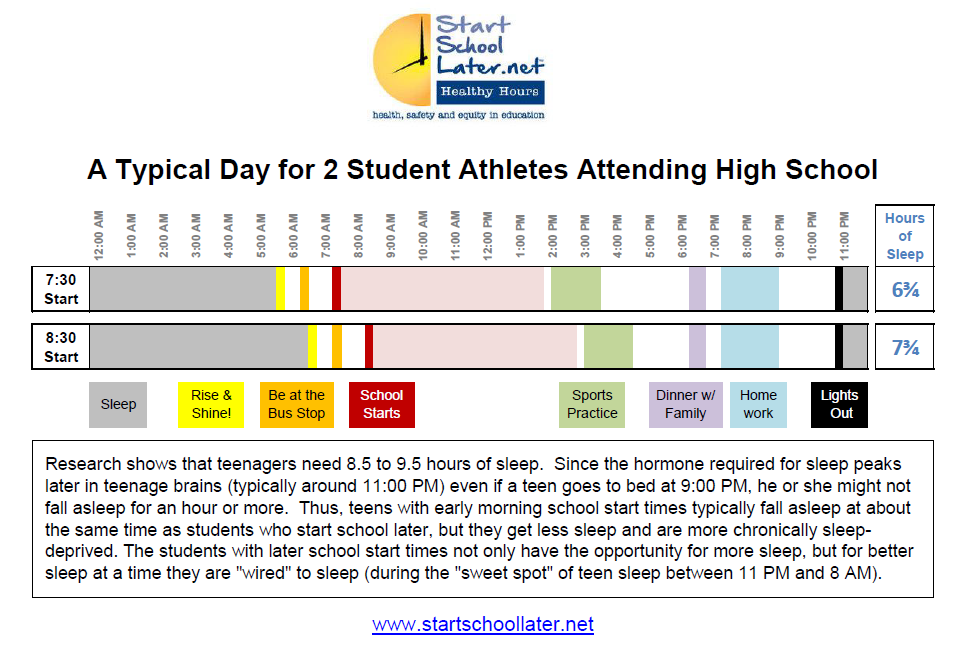 Start
School
Later.net™
Healthy Hours
health, safety and equity in education
A Typical Day for 2 Student Athletes Attending High School
12:00 AM
1:00 AM
2:00 AM
3:00 AM
4:00 AM
5:00 AM
6:00 AM
7:00 AM
8:00 AM
9:00 AM
10:00 AM
11:00 AM
12:00 PM
1:00 PM
2:00 PM
3:00 PM
4:00 PM
5:00 PM
6:00 PM
7:00 PM
8:00 PM
9:00 PM
10:00 PM
11:00 PM
Hours
of
Sleep
7:30
Start
6¾
8:30
Start
7¾
Sleep
Rise &
Shine!
Be at the
Bus Stop
School
Starts
Sports
Practice
Dinner w/
Family
Home
work
Lights
Out
Research shows that teenagers need 8.5 to 9.5 hours of sleep. Since the hormone required for sleep peaks
later in teenage brains (typically around 11:00 PM) even if a teen goes to bed at 9:00 PM, he or she might not
fall asleep for an hour or more. Thus, teens with early morning school start times typically fall asleep at about
the same time as students who start school later, but they get less sleep and are more chronically sleep-
deprived. The students with later school start times not only have the opportunity for more sleep, but for better
sleep at a time they are "wired" to sleep (during the "sweet spot" of teen sleep between 11 PM and 8 AM).
www.startschoollater.net